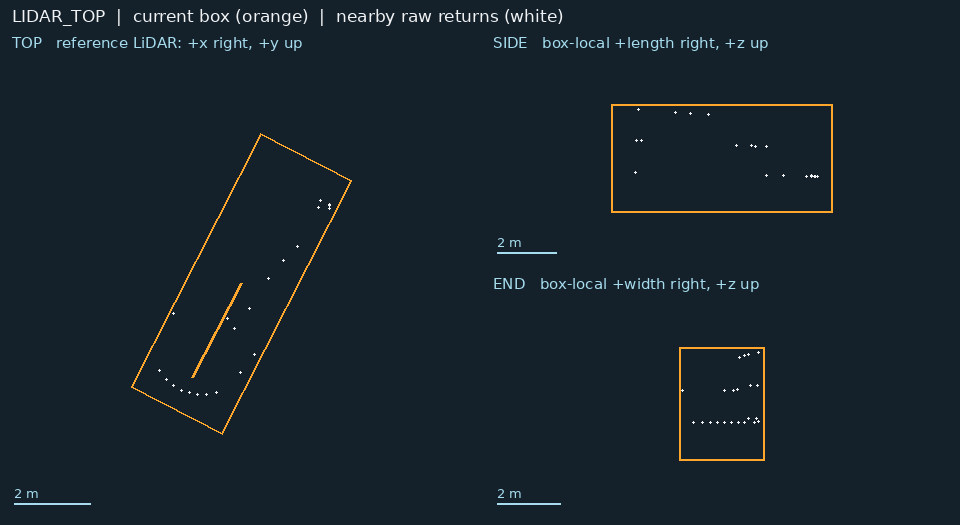 LIDAR_TOP | current box (orange) | nearby raw returns (white)
TOP reference LiDAR: +x right, +y up
SIDE box-local +length right, +z up
2 m
END box-local +width right, +z up
2 m
2 m